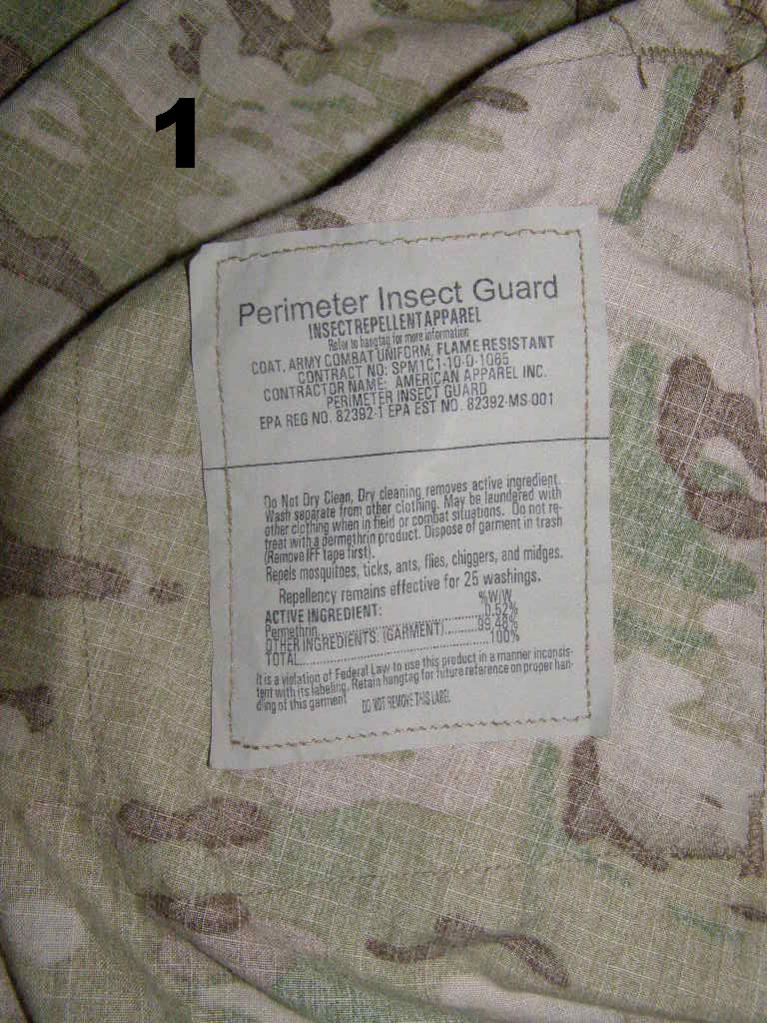 1
Perimeter Insect Guard
INSECT REPELLENT APPAREL
Refer to hangtag for more information
COAT, ARMY COMBAT UNIFORM, FLAME RESISTANT
CONTRACT NO: SPM1C1-10-D-1065
CONTRACTOR NAME: AMERICAN APPAREL INC.
PERIMETER INSECT GUARD
EPA REG NO. 82392-1 EPA EST NO. 82392-MS-001
Do Not Dry Clean, Dry cleaning removes active ingredient.
Wash separate from other clothing. May be laundered with
other clothing when in field or combat situations. Do not re-
treat with a permethrin product. Dispose of garment in trash
(Remove IFF tape first).
Repels mosquitoes, ticks, ants, flies, chiggers, and midges.
Repellency remains effective for 25 washings.
ACTIVE INGREDIENT: %W/W
Permethrin............................0.52%
OTHER INGREDIENTS: (GARMENT)........99.48%
TOTAL..............................................100%
It is a violation of Federal Law to use this product in a manner inconsis-
tent with its labeling. Retain hangtag for future reference on proper han-
ding of this garment DO NOT REMOVE THIS LABEL